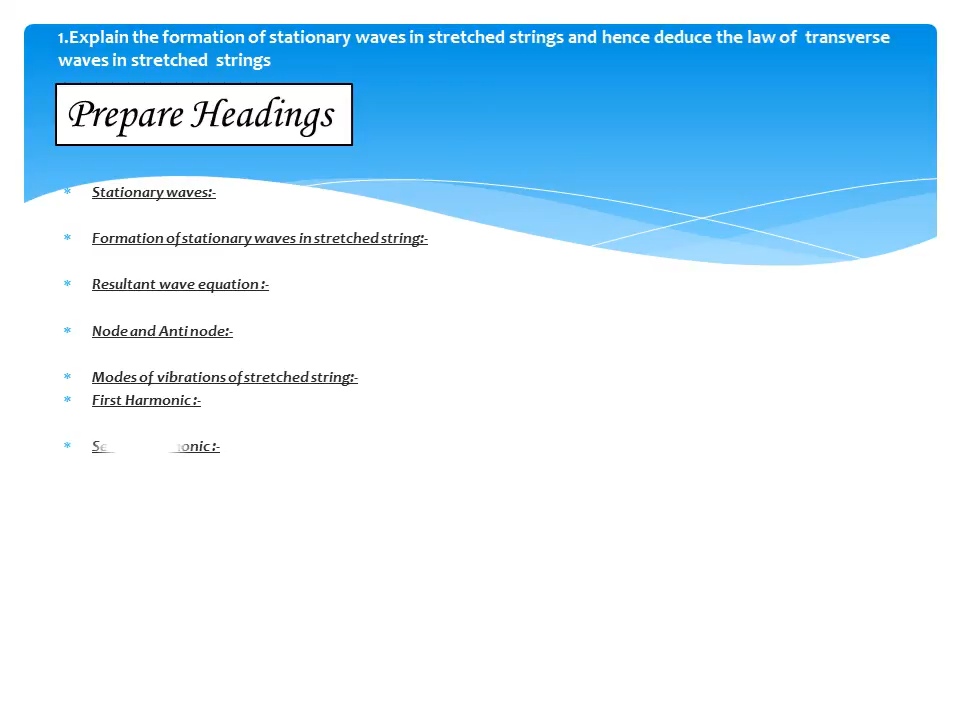 1.Explain the formation of stationary waves in stretched strings and hence deduce the law of transverse
waves in stretched strings
Prepare Headings
* Stationary waves:-
* Formation of stationary waves in stretched string:-
* Resultant wave equation :-
* Node and Anti node:-
* Modes of vibrations of stretched string:-
* First Harmonic :-